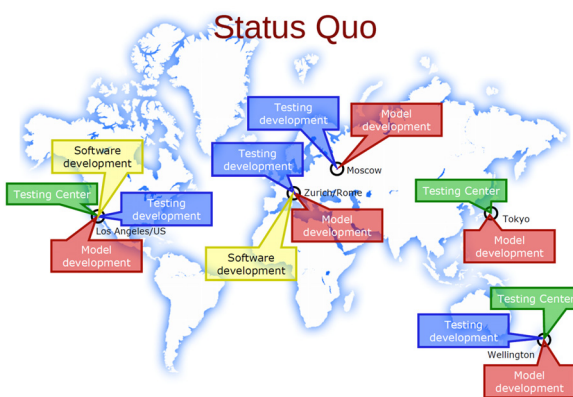 Status Quo
Testing
development
Model
development
Software
development
Testing
development
Moscow
Testing Center
Testing
development
Zurich/Rome
Testing Center
Los Angeles/US
Model
development
Tokyo
Model
development
Software
development
Model
development
Testing Center
Testing
development
Wellington
Model
development